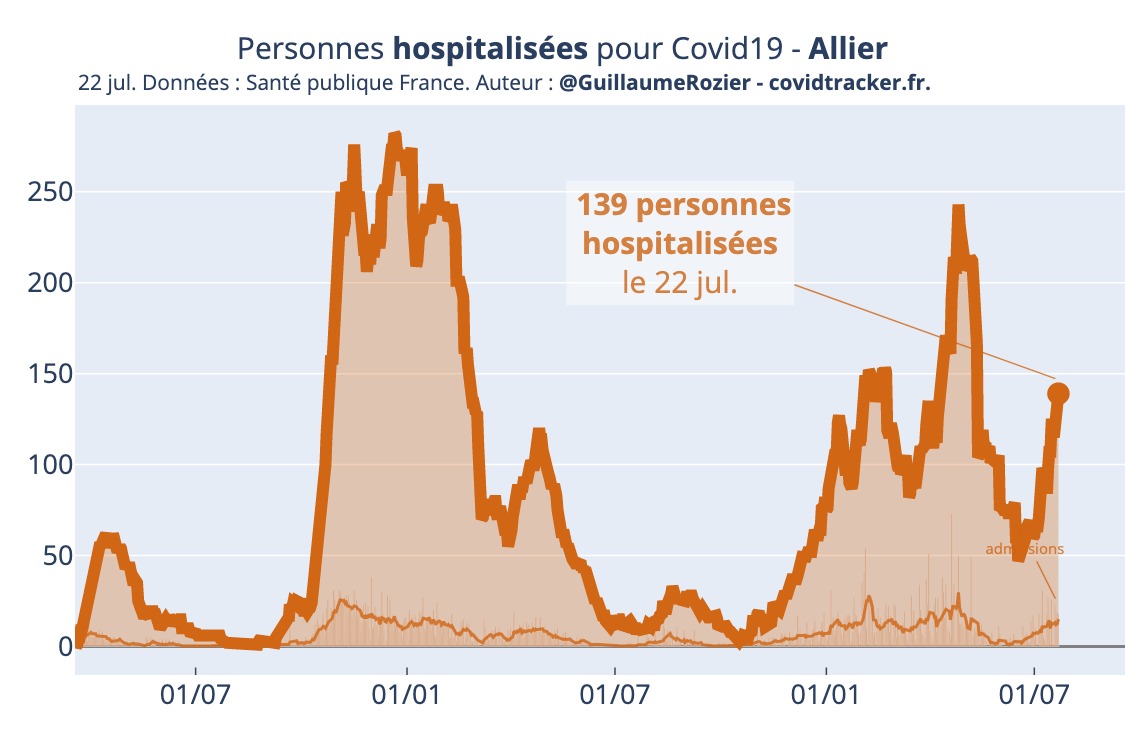 Personnes hospitalisées pour Covid19 - Allier
22 jul. Données : Santé publique France. Auteur : @GuillaumeRozier - covidtracker.fr.
250
200
150
100
50
0
139 personnes
hospitalisées
le 22 jul.
admissions
01/07
01/01
01/07
01/01
01/07